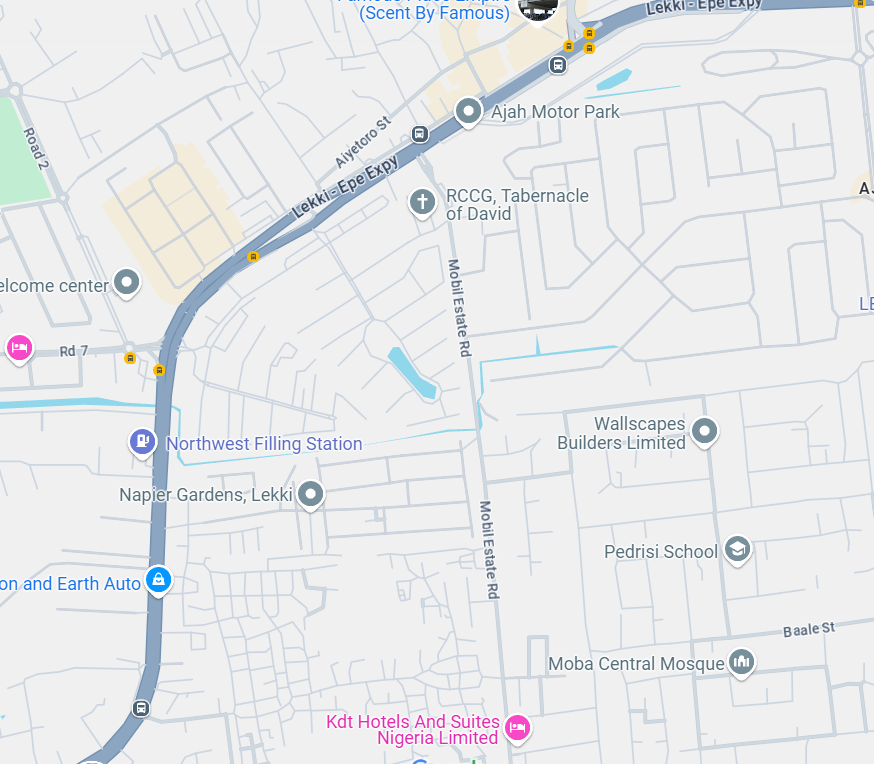 (Scent By Famous)
Lekki - Epe Expy
Ajah Motor Park
Aiyetoro St
Road 2
Lekki - Epe Expy
RCCG, Tabernacle
of David
elcome center
Mobil Estate Rd
Rd 7
Wallscapes
Builders Limited
Northwest Filling Station
Napier Gardens, Lekki
Mobil Estate Rd
Pedrisi School
on and Earth Auto
Baale St
Moba Central Mosque
Kdt Hotels And Suites
Nigeria Limited